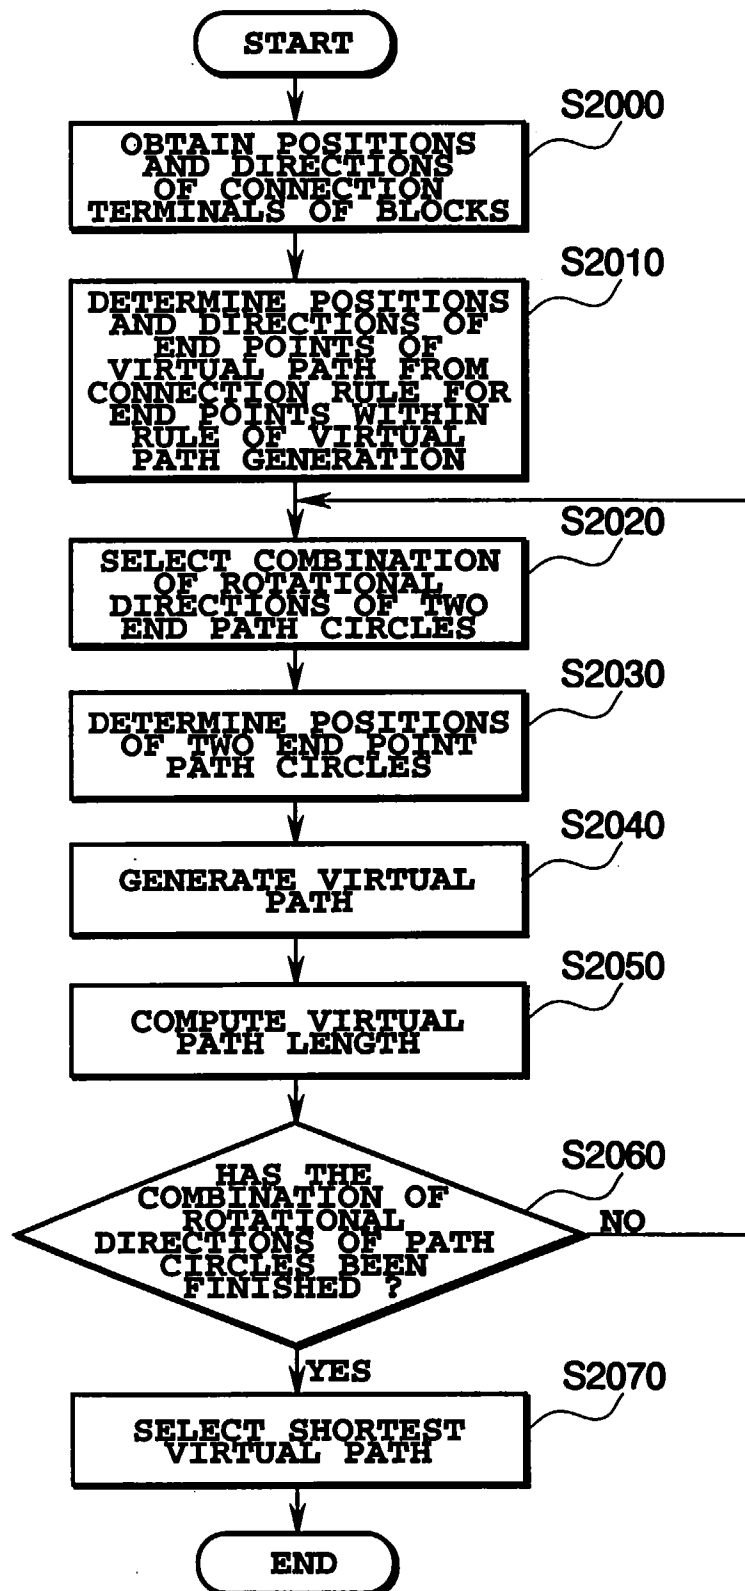 START
S2000
OBTAIN POSITIONS
AND DIRECTIONS
OF CONNECTION
TERMINALS OF BLOCKS
S2010
DETERMINE POSITIONS
AND DIRECTIONS OF
END POINTS OF
VIRTUAL PATH FROM
CONNECTION RULE FOR
END POINTS WITHIN
RULE OF VIRTUAL
PATH GENERATION
S2020
SELECT COMBINATION
OF ROTATIONAL
DIRECTIONS OF TWO
END PATH CIRCLES
S2030
DETERMINE POSITIONS
OF TWO END POINT
PATH CIRCLES
S2040
GENERATE VIRTUAL
PATH
S2050
COMPUTE VIRTUAL
PATH LENGTH
S2060
HAS THE
COMBINATION OF
ROTATIONAL
DIRECTIONS OF PATH
CIRCLES BEEN
FINISHED ?
NO
YES
S2070
SELECT SHORTEST
VIRTUAL PATH
END